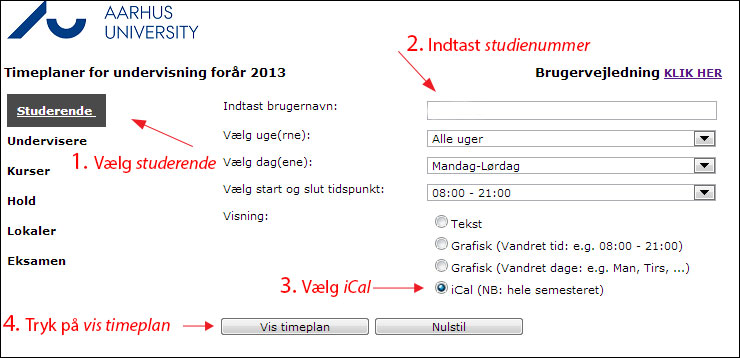 AARHUS
UNIVERSITY
2. Indtast studienummer
Timeplaner for undervisning forår 2013
Brugervejledning KLIK HER
Studerende
Indtast brugernavn:
Undervisere
Vælg uge(rne):
Alle uger
1. Vælg studerende
Kurser
Vælg dag(ene):
Mandag-Lørdag
Hold
Vælg start og slut tidspunkt:
08:00 - 21:00
Lokaler
Visning:
Tekst
Grafisk (Vandret tid: e.g. 08:00 - 21:00)
Eksamen
Grafisk (Vandret dage: e.g. Man, Tirs, ...)
3. Vælg iCal
iCal (NB: hele semesteret)
4. Tryk på vis timeplan
Vis timeplan
Nulstil